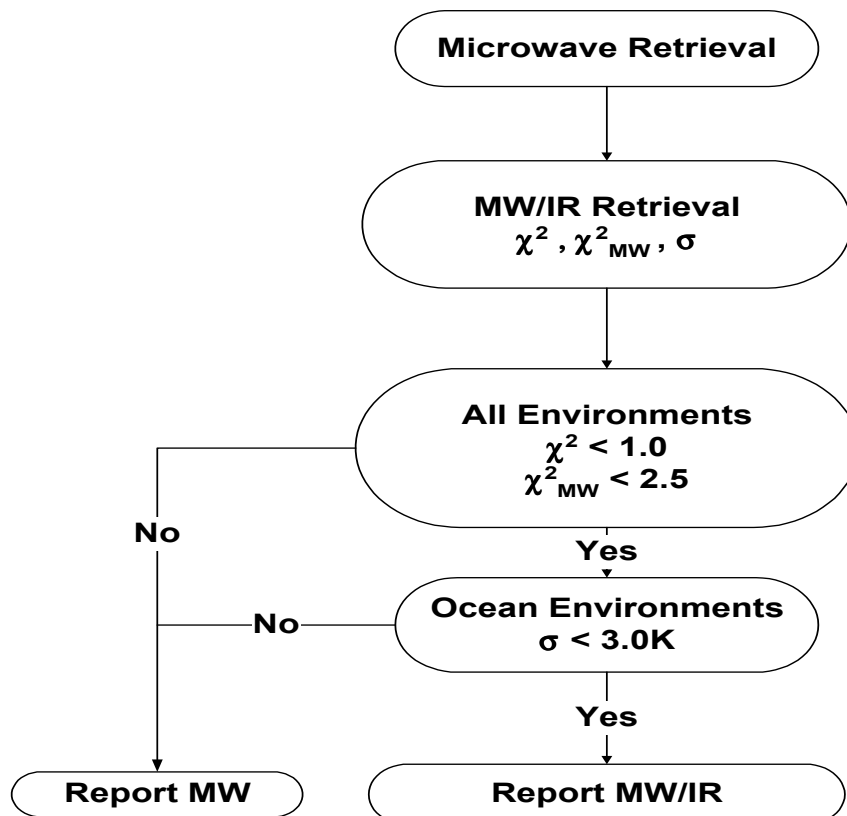 Microwave Retrieval
MW/IR Retrieval
χ² , χ²MW , σ
All Environments
χ² < 1.0
χ²MW < 2.5
No
Yes
Ocean Environments
σ < 3.0K
No
Yes
Report MW
Report MW/IR